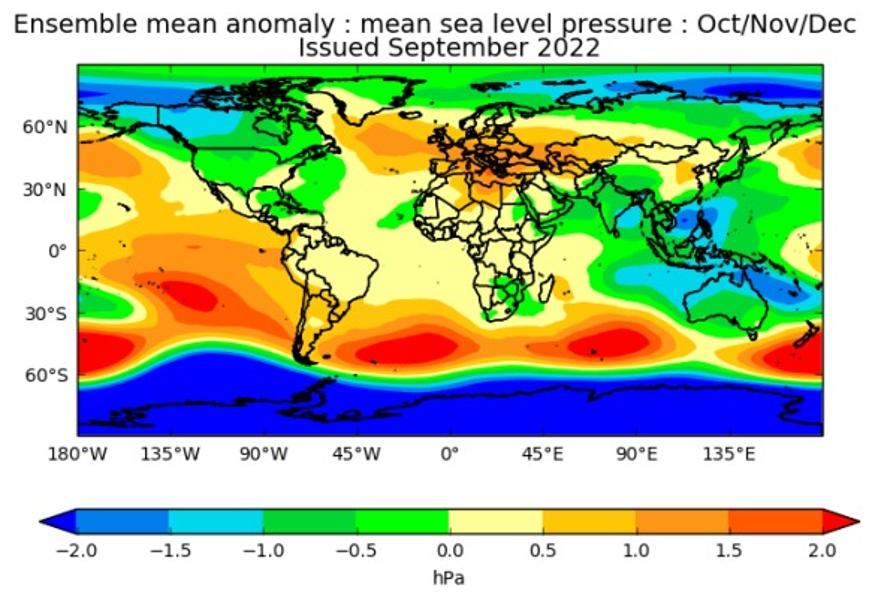 Ensemble mean anomaly : mean sea level pressure : Oct/Nov/Dec
Issued September 2022
60°N
30°N
0°
30°S
60°S
180°W 135°W 90°W 45°W 0° 45°E 90°E 135°E
−2.0 −1.5 −1.0 −0.5 0.0 0.5 1.0 1.5 2.0
hPa